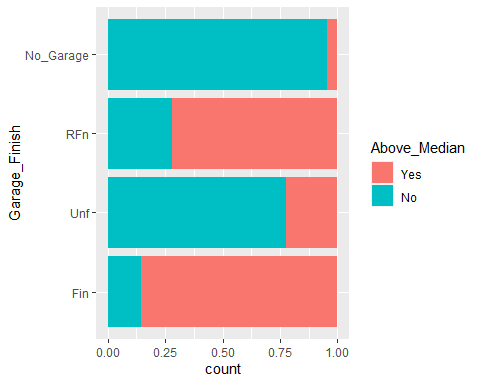 No_Garage
RFn
Unf
Fin
Garage_Finish
0.00 0.25 0.50 0.75 1.00
count
Above_Median
Yes
No